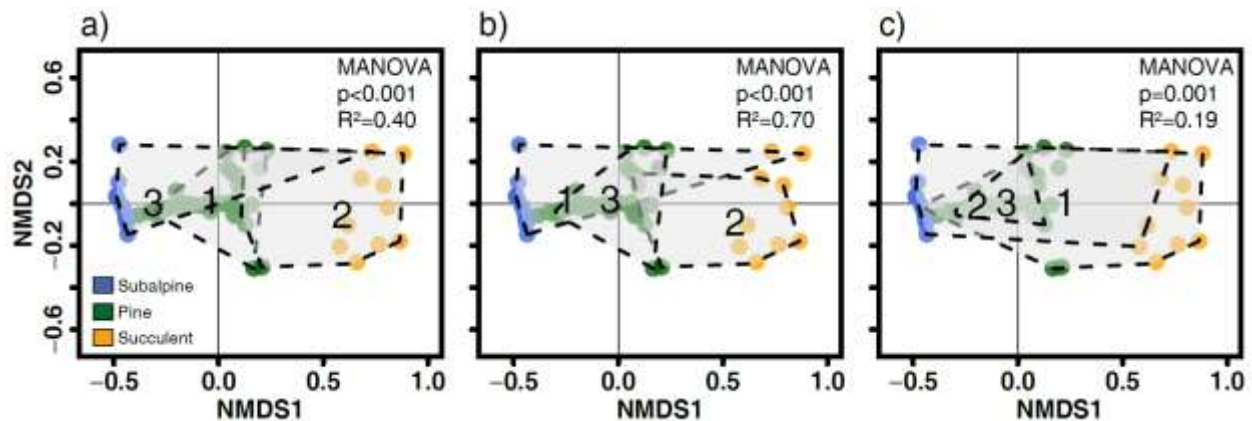 a)
MANOVA
p<0.001
R²=0.40
3
1
2
Subalpine
Pine
Succulent
NMDS2
0.6
0.2
−0.2
−0.6
−0.5
0.0
0.5
1.0
NMDS1
b)
MANOVA
p<0.001
R²=0.70
1
3
2
−0.5
0.0
0.5
1.0
NMDS1
c)
MANOVA
p=0.001
R²=0.19
2
3
1
−0.5
0.0
0.5
1.0
NMDS1